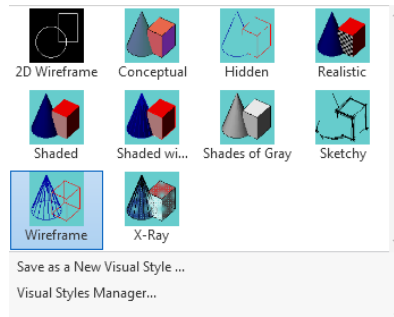 2D Wireframe Conceptual Hidden Realistic
Shaded Shaded wi... Shades of Gray Sketchy
Wireframe X-Ray
Save as a New Visual Style ...
Visual Styles Manager...